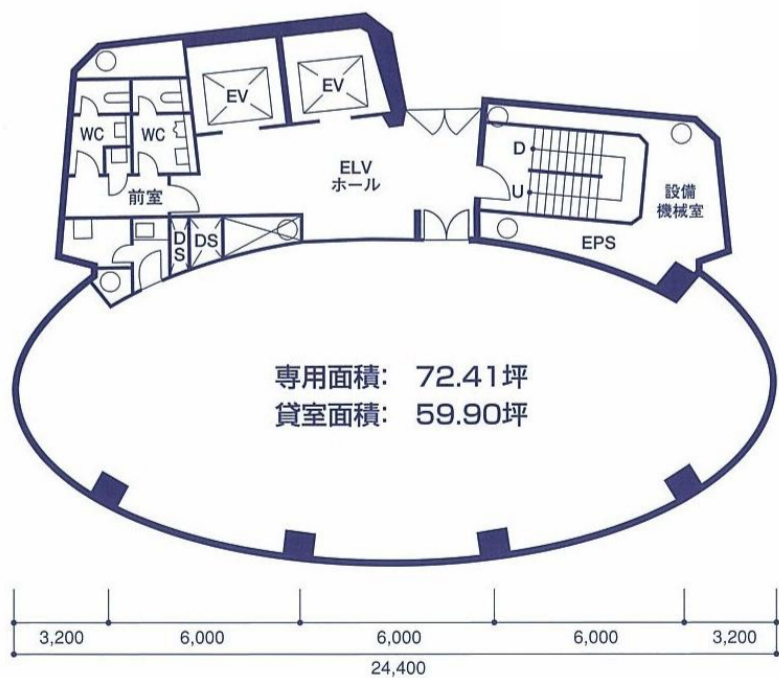 EV
EV
WC
WC
ELV
ホール
前室
D
S
DS
D
U
設備
機械室
EPS
専用面積: 72.41坪
貸室面積: 59.90坪
3,200
6,000
6,000
6,000
3,200
24,400